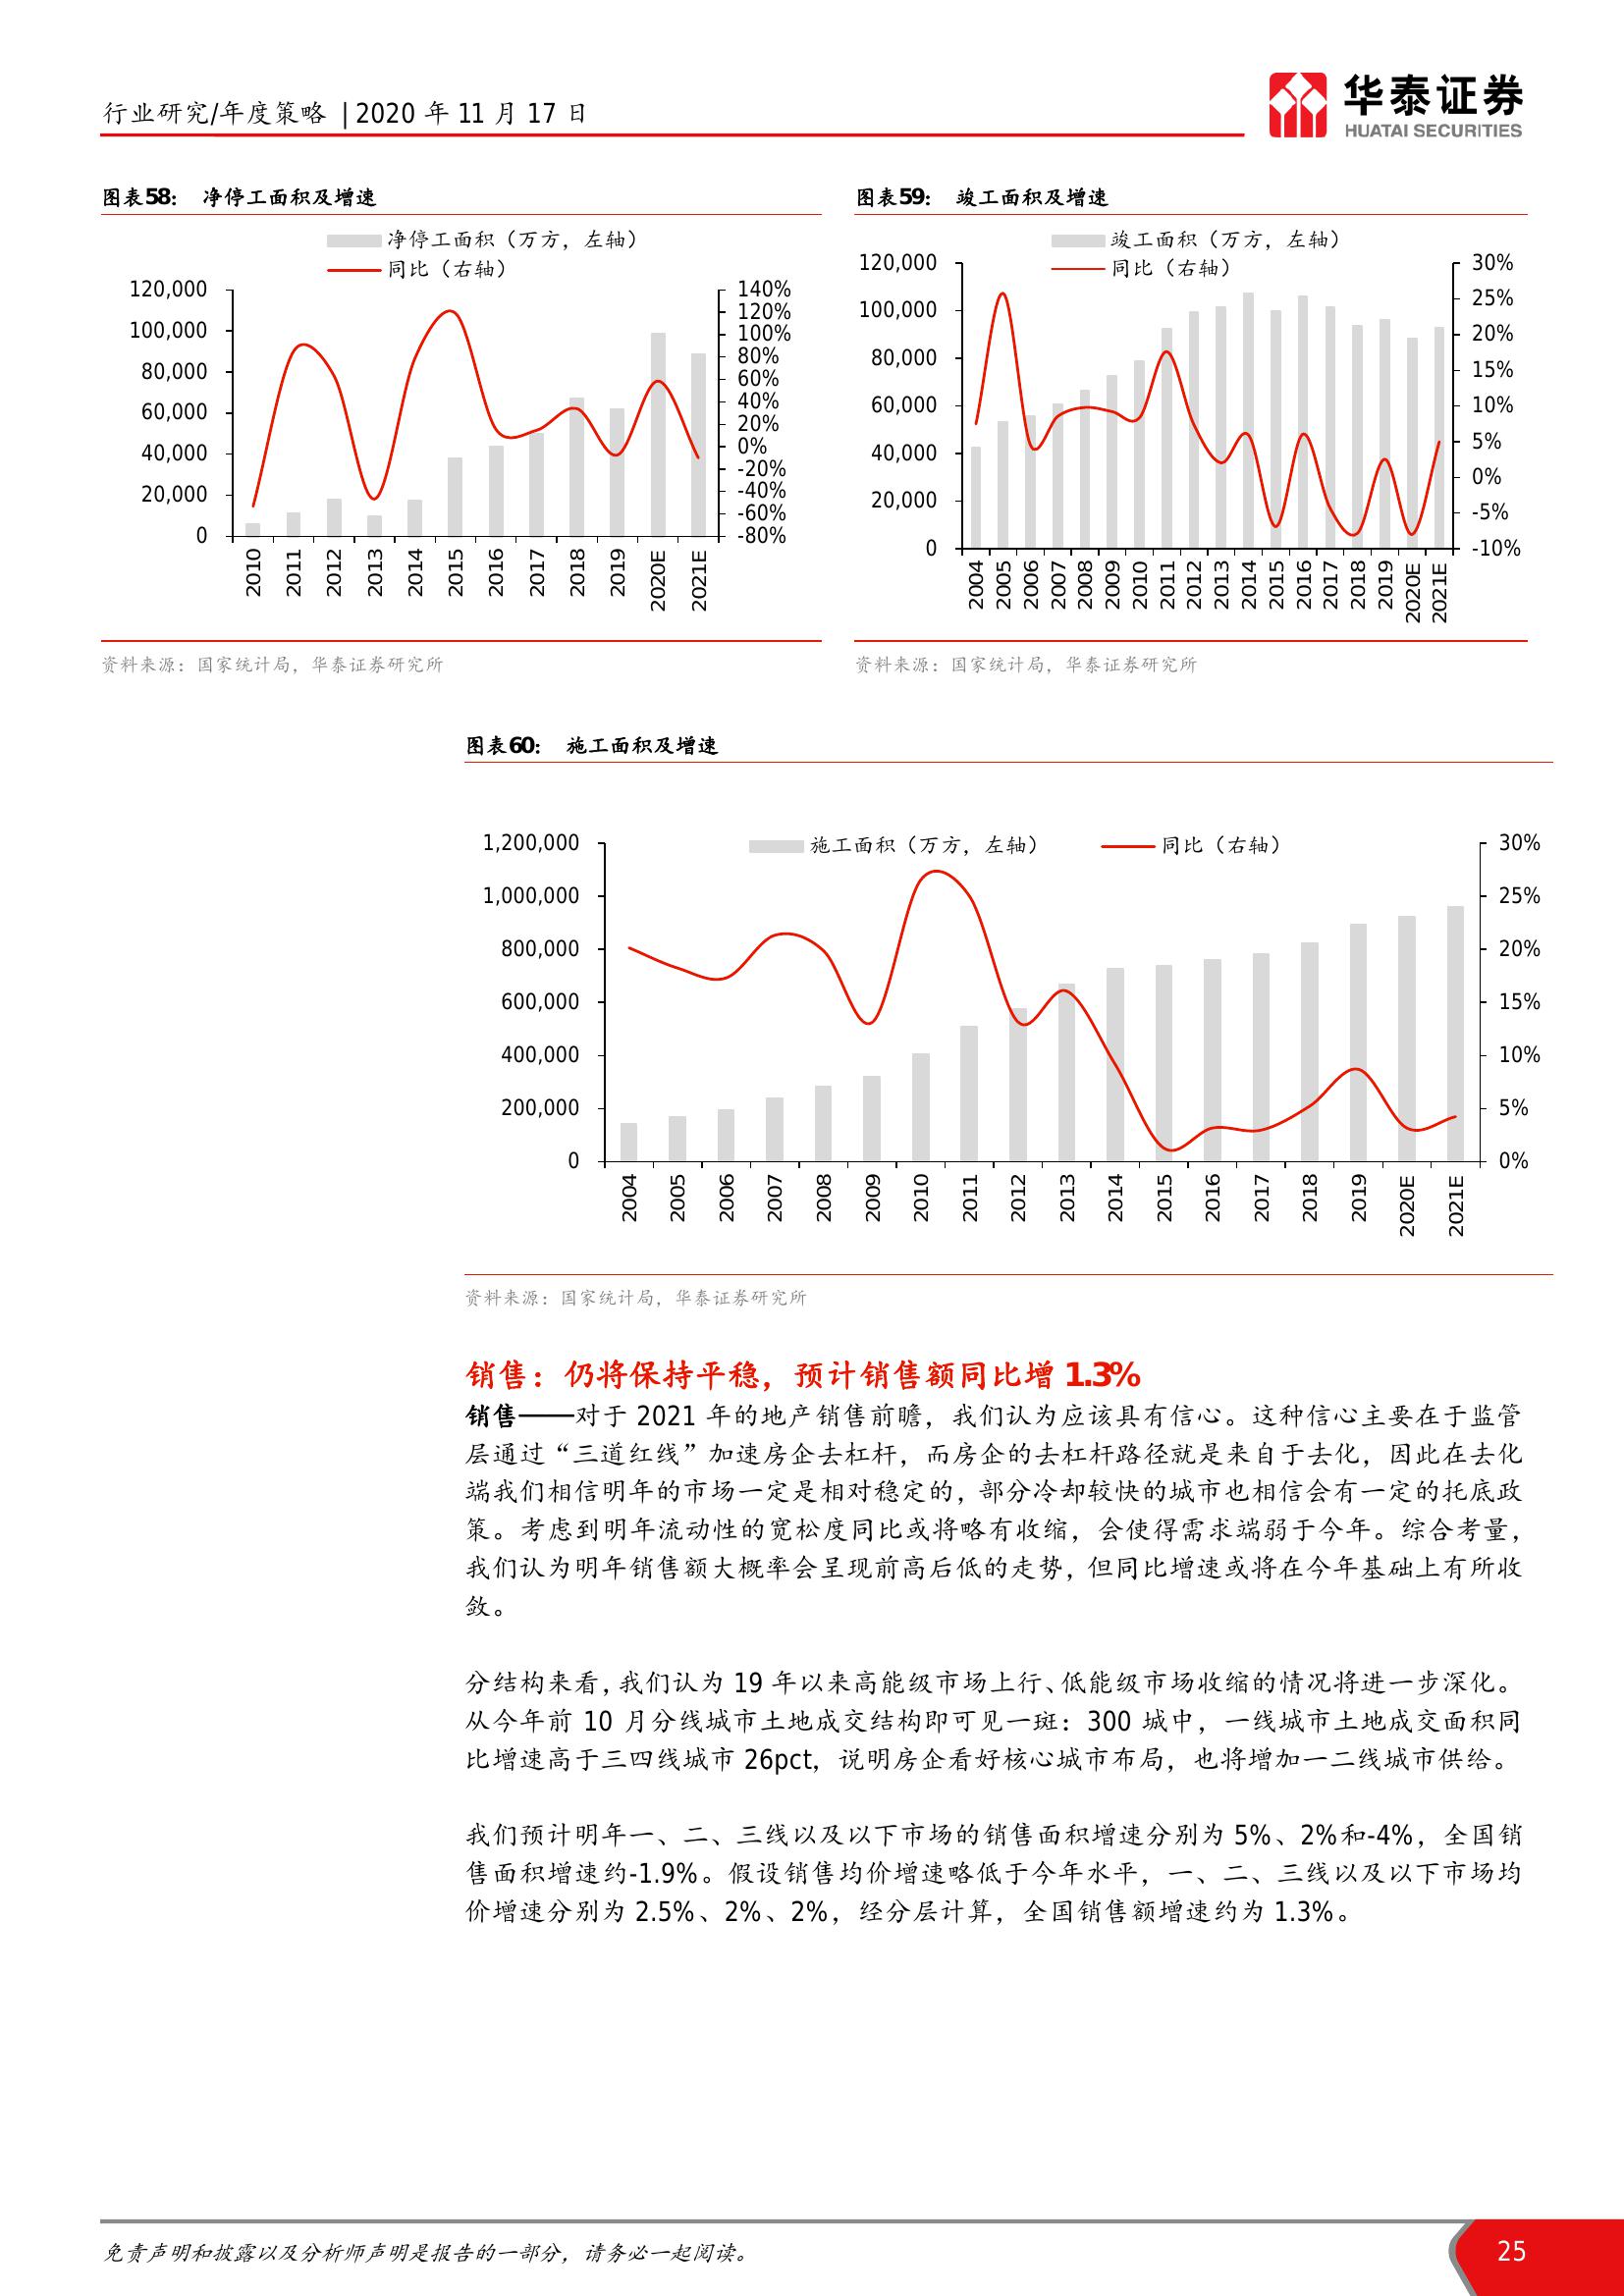 行业研究/年度策略 | 2020 年 11 月 17 日
华泰证券
HUATAI SECURITIES
图表58： 净停工面积及增速
净停工面积（万方，左轴）
同比（右轴）
120,000
100,000
80,000
60,000
40,000
20,000
0
140%
120%
100%
80%
60%
40%
20%
0%
-20%
-40%
-60%
-80%
2010
2011
2012
2013
2014
2015
2016
2017
2018
2019
2020E
2021E
资料来源：国家统计局，华泰证券研究所
图表59： 竣工面积及增速
竣工面积（万方，左轴）
同比（右轴）
120,000
100,000
80,000
60,000
40,000
20,000
0
30%
25%
20%
15%
10%
5%
0%
-5%
-10%
2004
2005
2006
2007
2008
2009
2010
2011
2012
2013
2014
2015
2016
2017
2018
2019
2020E
2021E
资料来源：国家统计局，华泰证券研究所
图表60： 施工面积及增速
施工面积（万方，左轴）
同比（右轴）
1,200,000
1,000,000
800,000
600,000
400,000
200,000
0
30%
25%
20%
15%
10%
5%
0%
2004
2005
2006
2007
2008
2009
2010
2011
2012
2013
2014
2015
2016
2017
2018
2019
2020E
2021E
资料来源：国家统计局，华泰证券研究所
销售：仍将保持平稳，预计销售额同比增 1.3%
销售——对于 2021 年的地产销售前瞻，我们认为应该具有信心。这种信心主要在于监管
层通过“三道红线”加速房企去杠杆，而房企的去杠杆路径就是来自于去化，因此在去化
端我们相信明年的市场一定是相对稳定的，部分冷却较快的城市也相信会有一定的托底政
策。考虑到明年流动性的宽松度同比或将略有收缩，会使得需求端弱于今年。综合考量，
我们认为明年销售额大概率会呈现前高后低的走势，但同比增速或将在今年基础上有所收
敛。
分结构来看，我们认为 19 年以来高能级市场上行、低能级市场收缩的情况将进一步深化。
从今年前 10 月分线城市土地成交结构即可见一斑：300 城中，一线城市土地成交面积同
比增速高于三四线城市 26pct，说明房企看好核心城市布局，也将增加一二线城市供给。
我们预计明年一、二、三线以及以下市场的销售面积增速分别为 5%、2%和-4%，全国销
售面积增速约-1.9%。假设销售均价增速略低于今年水平，一、二、三线以及以下市场均
价增速分别为 2.5%、2%、2%，经分层计算，全国销售额增速约为 1.3%。
免责声明和披露以及分析师声明是报告的一部分，请务必一起阅读。
25